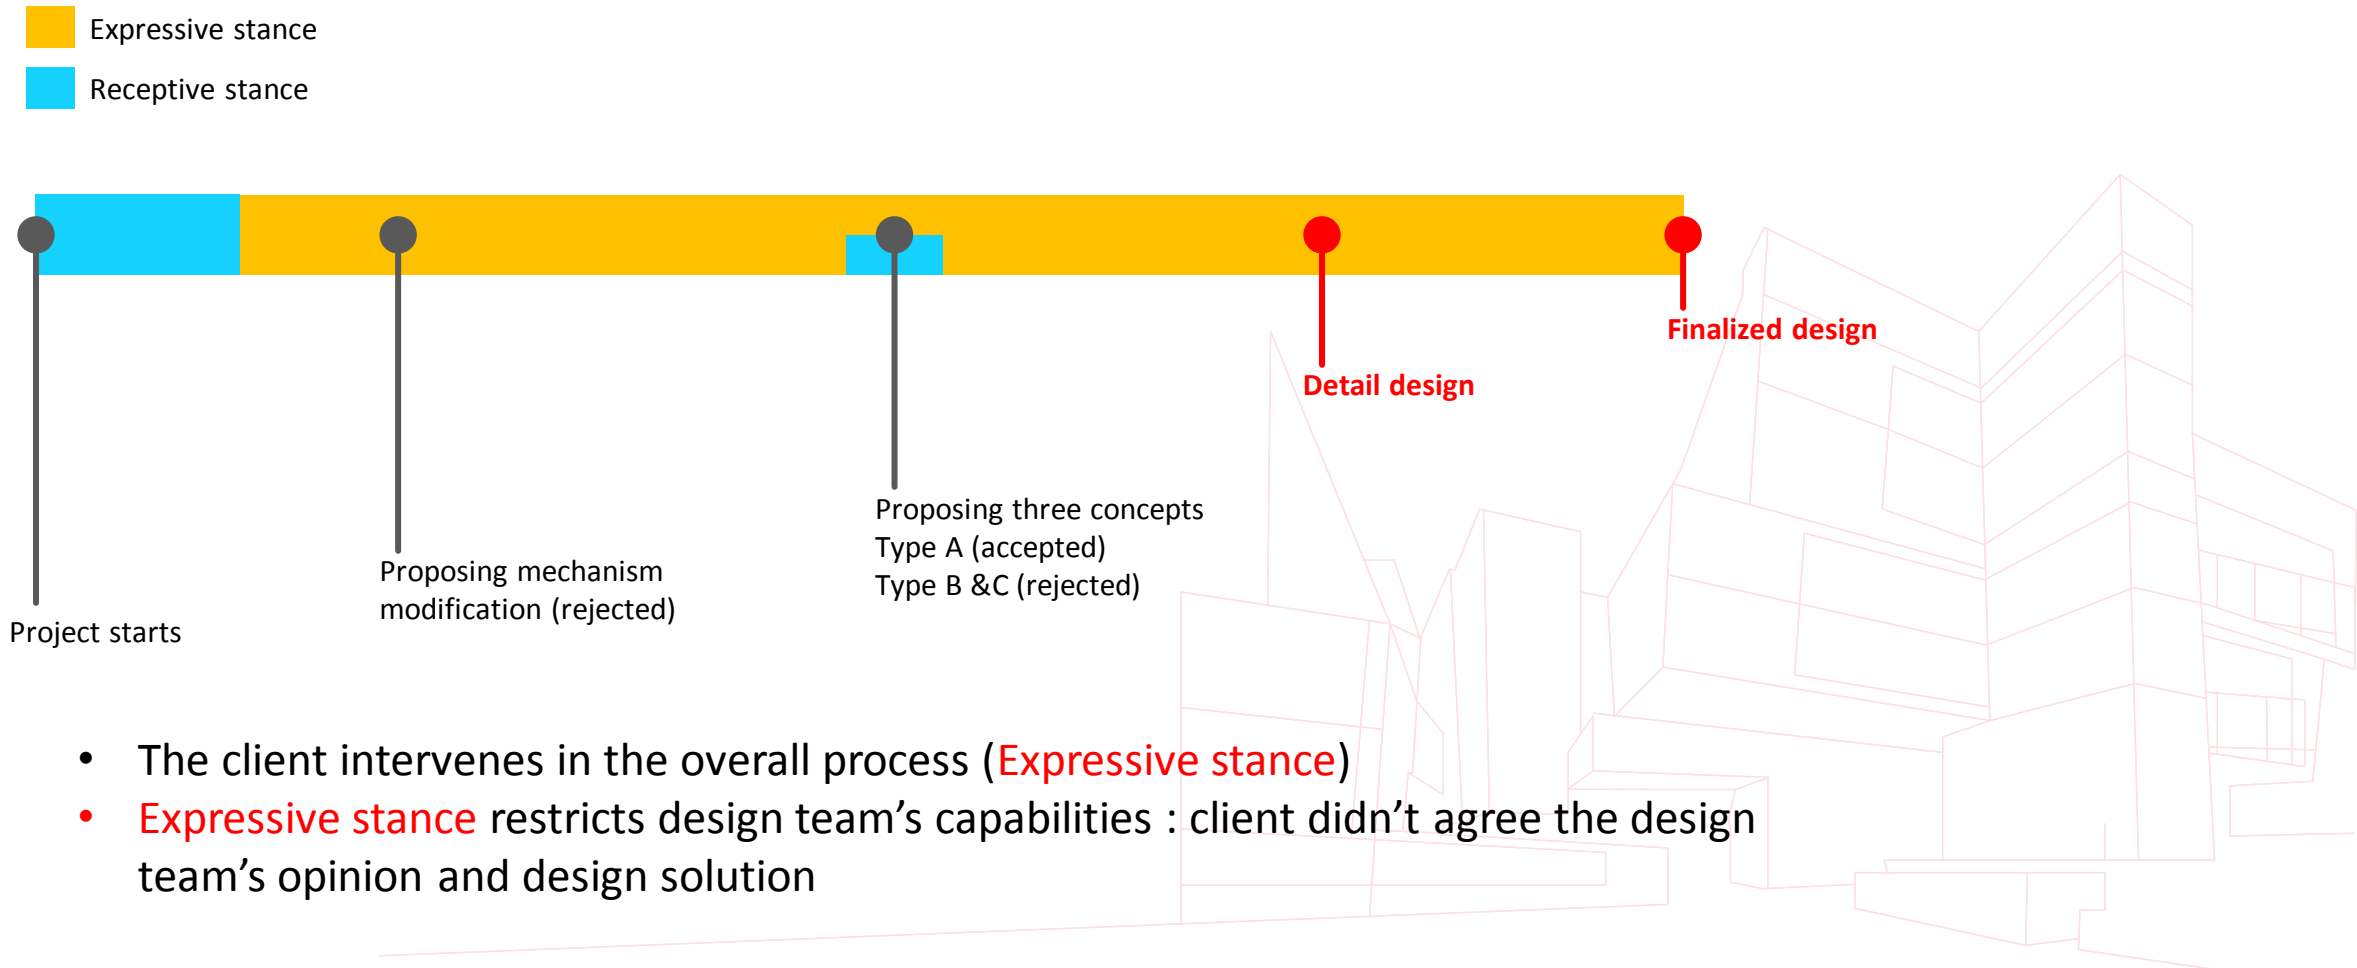 Expressive stance
Receptive stance
Finalized design
Detail design
Proposing three concepts
Type A (accepted)
Type B &C (rejected)
Proposing mechanism
modification (rejected)
Project starts
• The client intervenes in the overall process (Expressive stance)
• Expressive stance restricts design team’s capabilities : client didn’t agree the design
team’s opinion and design solution